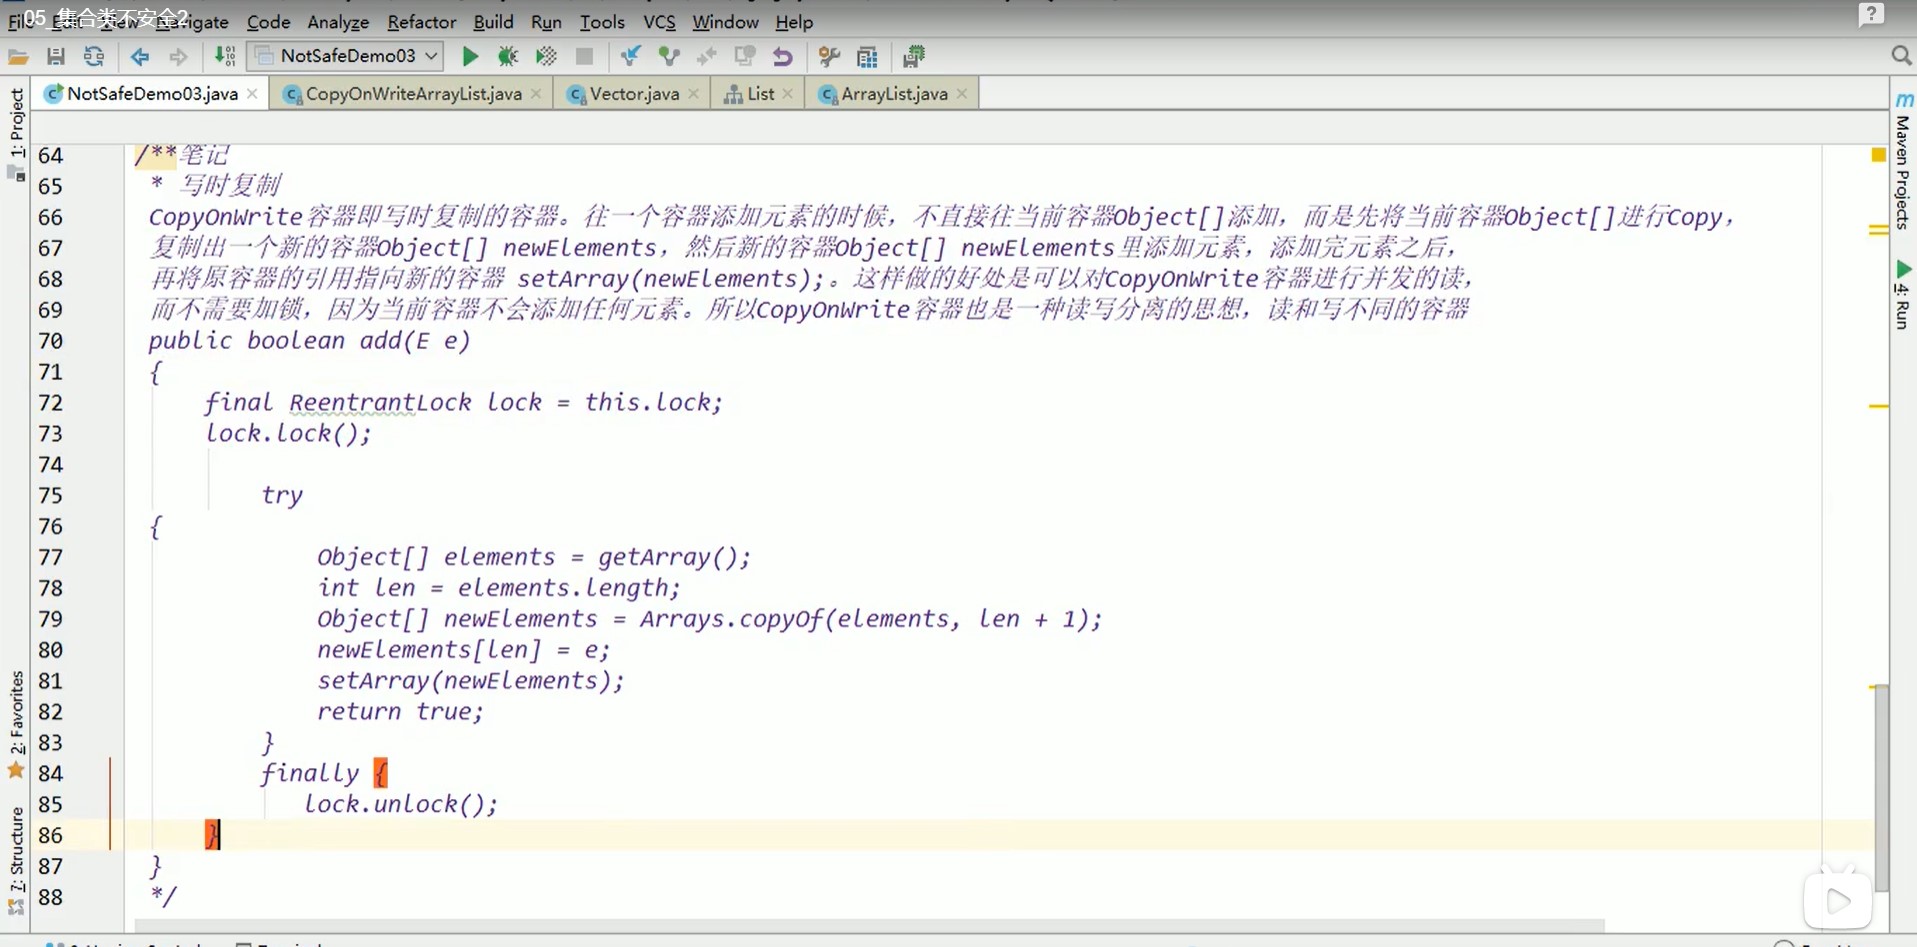 05_集合类不安全2
File Edit View Navigate Code Analyze Refactor Build Run Tools VCS Window Help
NotSafeDemo03
NotSafeDemo03.java CopyOnWriteArrayList.java Vector.java List ArrayList.java
1: Project
2: Favorites
7: Structure
Maven Projects
4: Run
64 /**笔记
65 * 写时复制
66 CopyOnWrite容器即写时复制的容器。往一个容器添加元素的时候，不直接往当前容器Object[]添加，而是先将当前容器Object[]进行Copy，
67 复制出一个新的容器Object[] newElements，然后新的容器Object[] newElements里添加元素，添加完元素之后，
68 再将原容器的引用指向新的容器 setArray(newElements);。这样做的好处是可以对CopyOnWrite容器进行并发的读，
69 而不需要加锁，因为当前容器不会添加任何元素。所以CopyOnWrite容器也是一种读写分离的思想，读和写不同的容器
70 public boolean add(E e)
71 {
72 final ReentrantLock lock = this.lock;
73 lock.lock();
74
75 try
76 {
77 Object[] elements = getArray();
78 int len = elements.length;
79 Object[] newElements = Arrays.copyOf(elements, len + 1);
80 newElements[len] = e;
81 setArray(newElements);
82 return true;
83 }
84 finally {
85 lock.unlock();
86 }
87 }
88 */